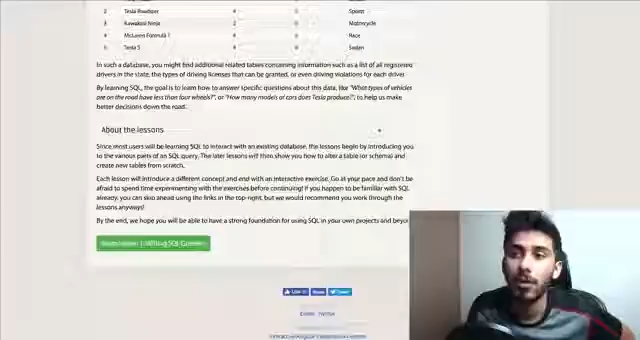 2 Tesla Roadster 4 0 Sports
3 Kawakasi Ninja 2 0 Motorcycle
4 McLaren Formula 1 4 0 Race
5 Tesla S 4 0 Sedan
In such a database, you might find additional related tables containing information such as a list of all registered
drivers in the state, the types of driving licenses that can be granted, or even driving violations for each driver.
By learning SQL, the goal is to learn how to answer specific questions about this data, like "What types of vehicles
are on the road have less than four wheels?", or "How many models of cars does Tesla produce?", to help us make
better decisions down the road.
About the lessons
Since most users will be learning SQL to interact with an existing database, the lessons begin by introducing you
to the various parts of an SQL query. The later lessons will then show you how to alter a table (or schema) and
create new tables from scratch.
Each lesson will introduce a different concept and end with an interactive exercise. Go at your pace and don't be
afraid to spend time experimenting with the exercises before continuing! If you happen to be familiar with SQL
already, you can skip ahead using the links in the top-right, but we would recommend you work through the
lessons anyways!
By the end, we hope you will be able to have a strong foundation for using SQL in your own projects and beyo
Like Share Tweet
Twitter